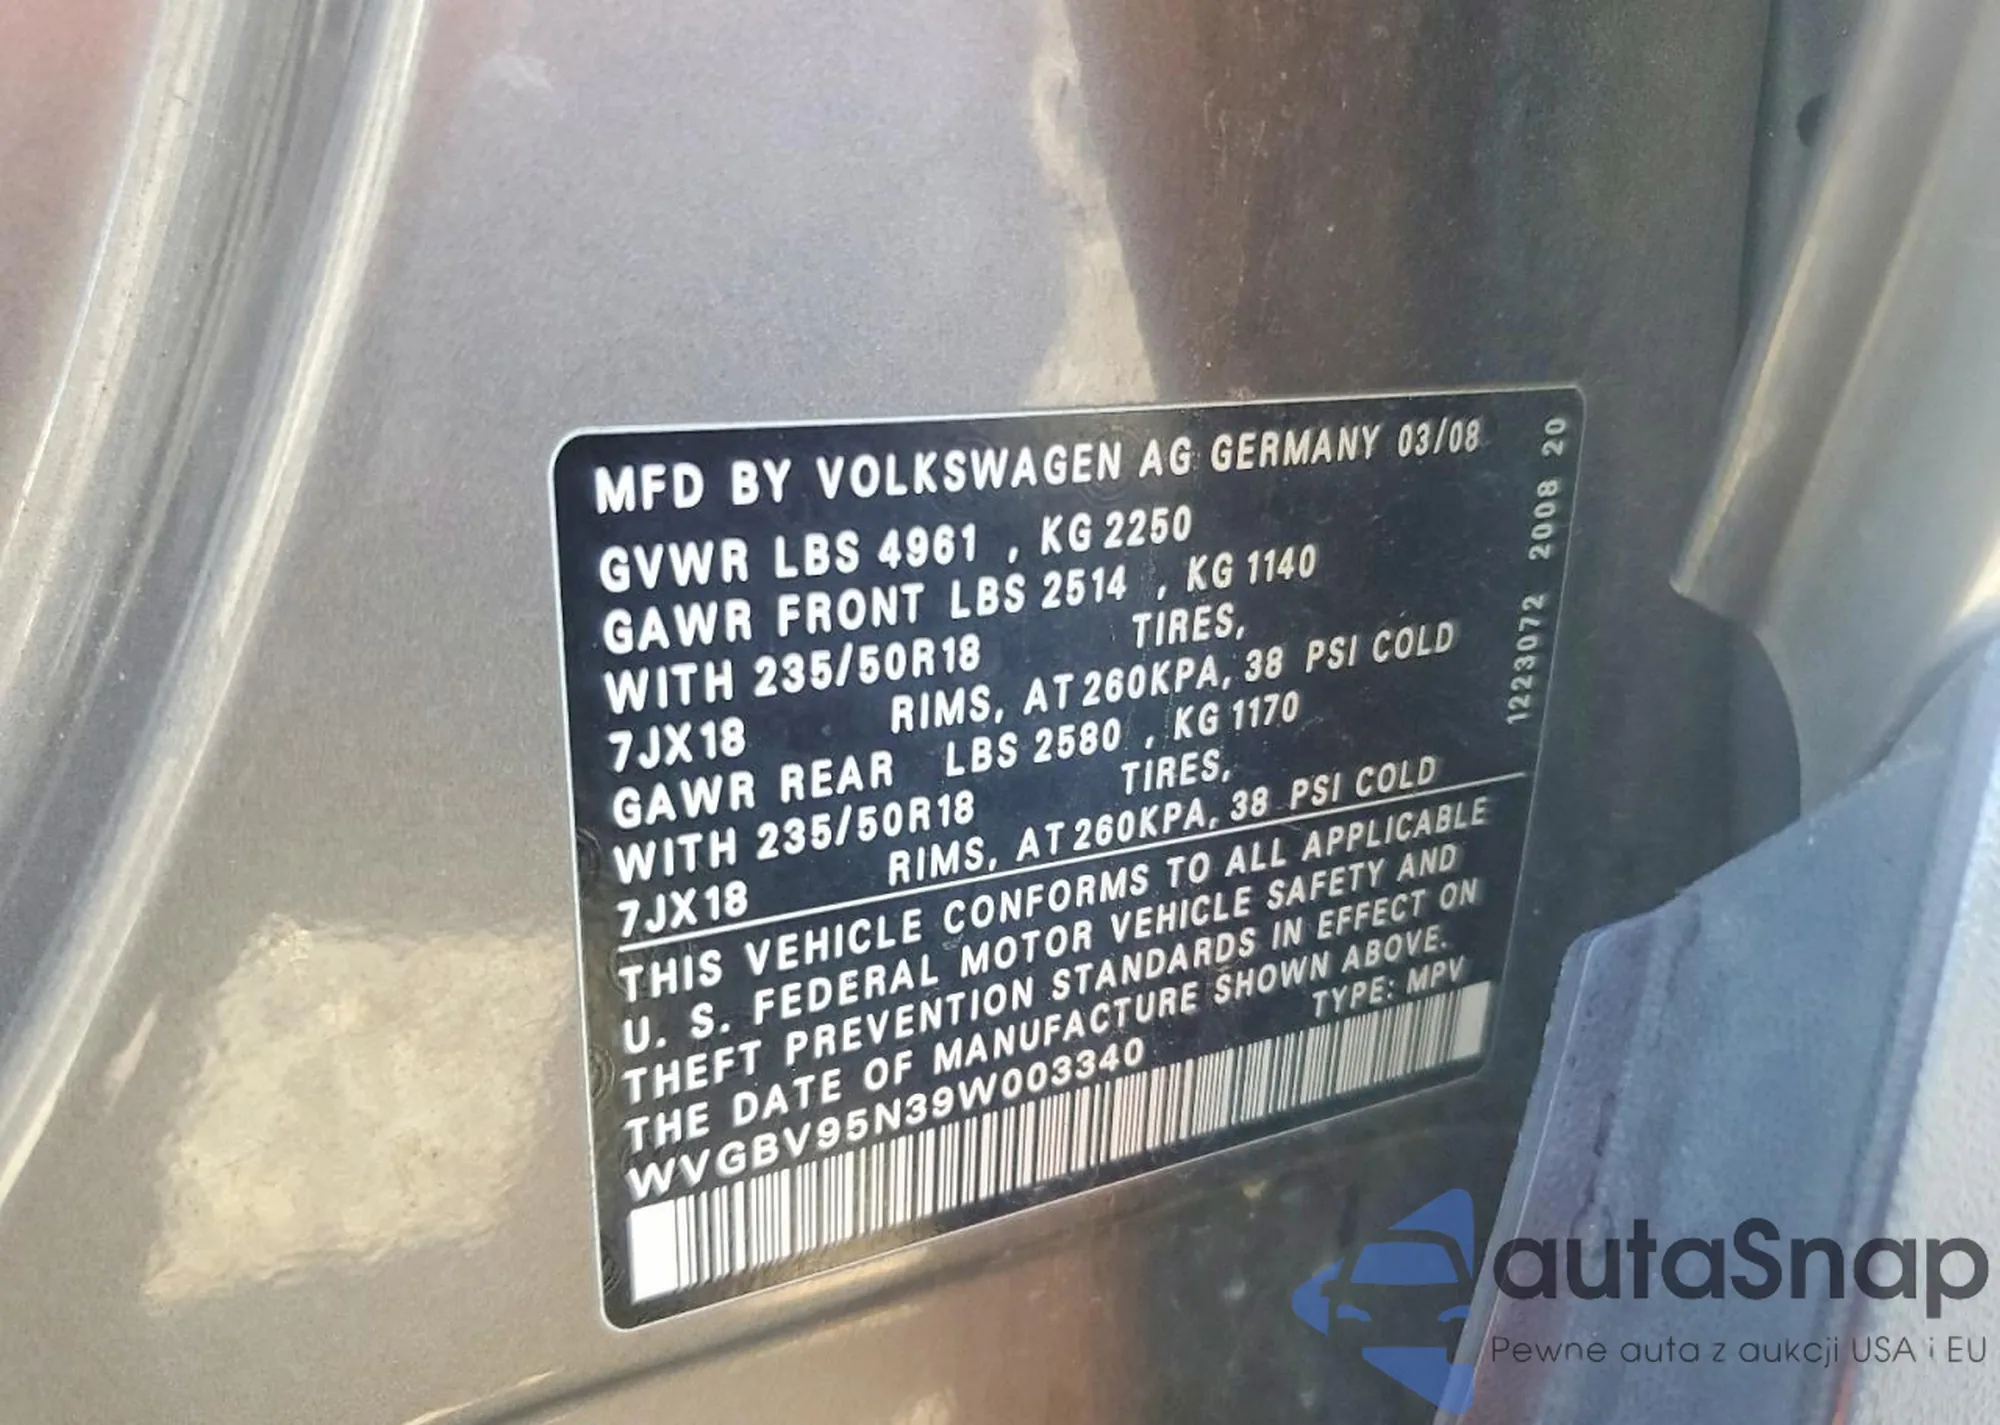 MFD BY VOLKSWAGEN AG GERMANY 03/08
GVWR LBS 4961 , KG 2250
GAWR FRONT LBS 2514 , KG 1140
WITH 235/50R18 TIRES,
7JX18 RIMS, AT 260KPA, 38 PSI COLD
GAWR REAR LBS 2580 , KG 1170
WITH 235/50R18 TIRES,
7JX18 RIMS, AT 260KPA, 38 PSI COLD
THIS VEHICLE CONFORMS TO ALL APPLICABLE
U. S. FEDERAL MOTOR VEHICLE SAFETY AND
THEFT PREVENTION STANDARDS IN EFFECT ON
THE DATE OF MANUFACTURE SHOWN ABOVE.
WVGBV95N39W003340 TYPE: MPV
1223072 2008 20
autaSnap
Pewne auta z aukcji USA i EU